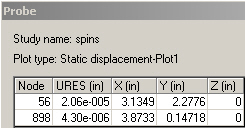 Probe
Study name: spins
Plot type: Static displacement-Plot1
Node URES (in) X (in) Y (in) Z (in)
56 2.06e-005 3.1349 2.2776 0
898 4.30e-006 3.8733 0.14718 0